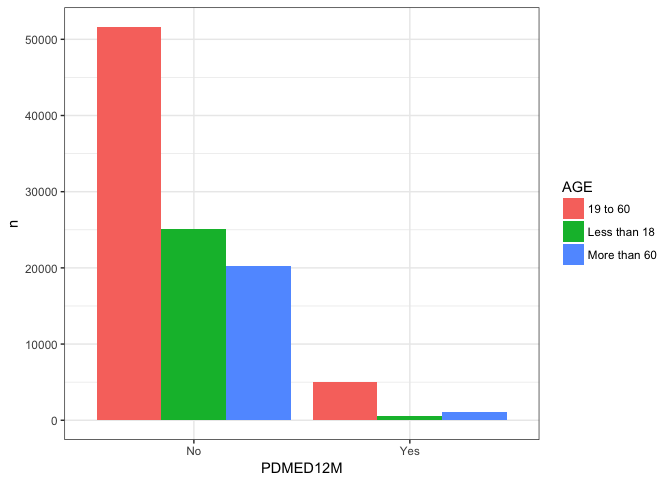 50000
40000
30000
20000
10000
0
n
No
Yes
PDMED12M
AGE
19 to 60
Less than 18
More than 60